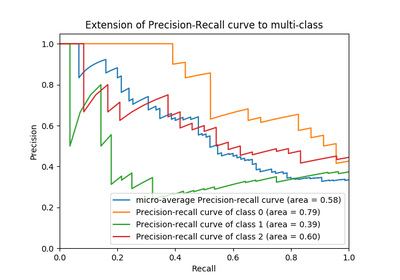 Extension of Precision-Recall curve to multi-class
1.0
0.8
0.6
0.4
0.2
0.0
Precision
micro-average Precision-recall curve (area = 0.58)
Precision-recall curve of class 0 (area = 0.79)
Precision-recall curve of class 1 (area = 0.39)
Precision-recall curve of class 2 (area = 0.60)
0.0 0.2 0.4 0.6 0.8 1.0
Recall